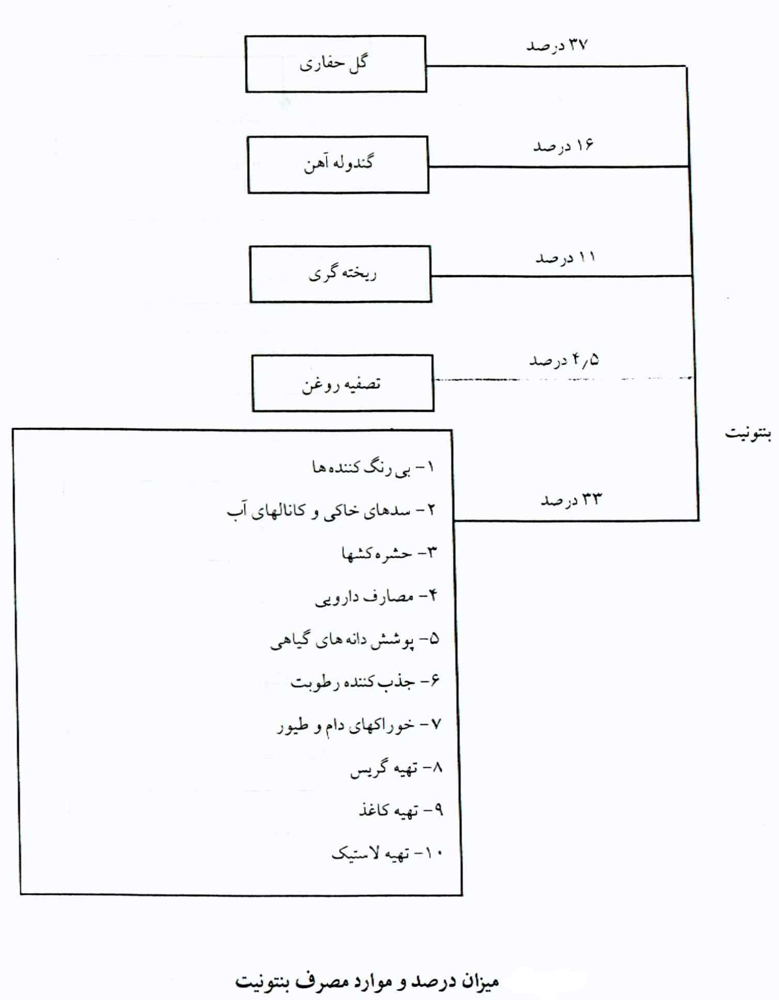 ۳۷ درصد
گل حفاری
۱۶ درصد
گندوله آهن
۱۱ درصد
ریخته گری
۴٫۵ درصد
تصفیه روغن
بنتونیت
۳۳ درصد
۱- بی رنگ کننده ها
۲- سدهای خاکی و کانالهای آب
۳- حشره کشها
۴- مصارف دارویی
۵- پوشش دانه های گیاهی
۶- جذب کننده رطوبت
۷- خوراکهای دام و طیور
۸- تهیه گریس
۹- تهیه کاغذ
۱۰- تهیه لاستیک
میزان درصد و موارد مصرف بنتونیت